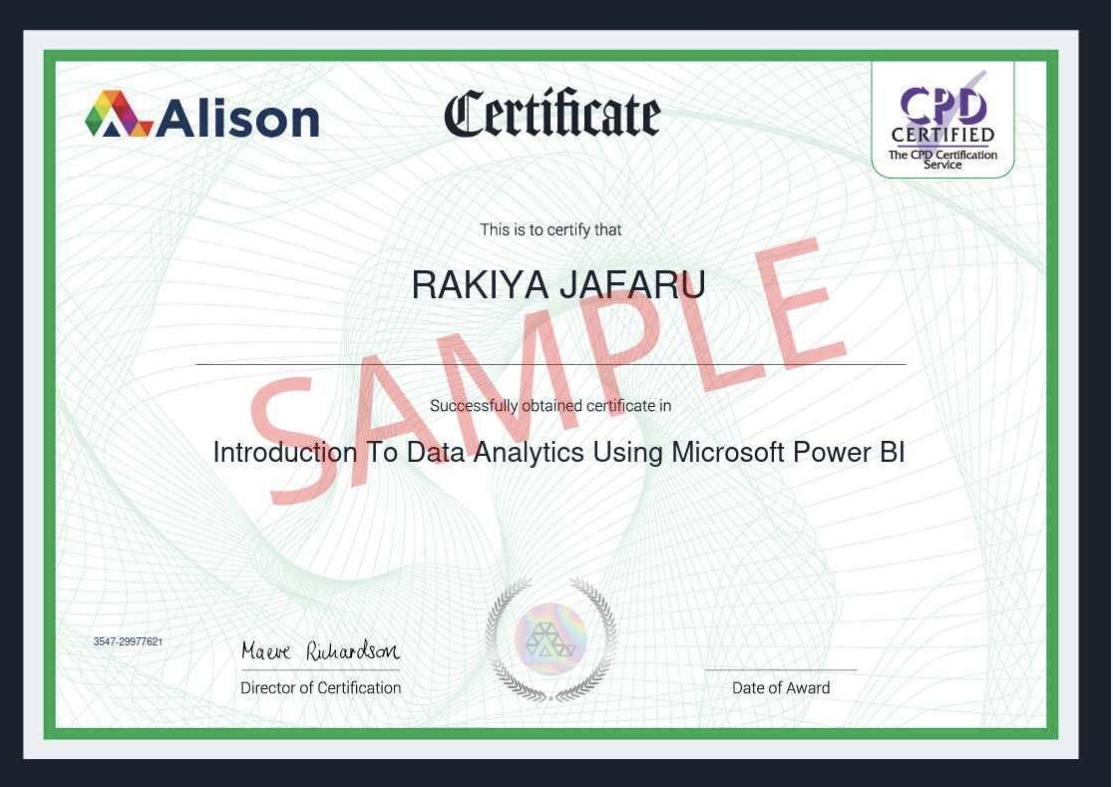 Alison
Certificate
CPD
CERTIFIED
The CPD Certification
Service
This is to certify that
RAKIYA JAFARU
SAMPLE
Successfully obtained certificate in
Introduction To Data Analytics Using Microsoft Power BI
3547-29977621
Maeve Richardson
Director of Certification
Date of Award